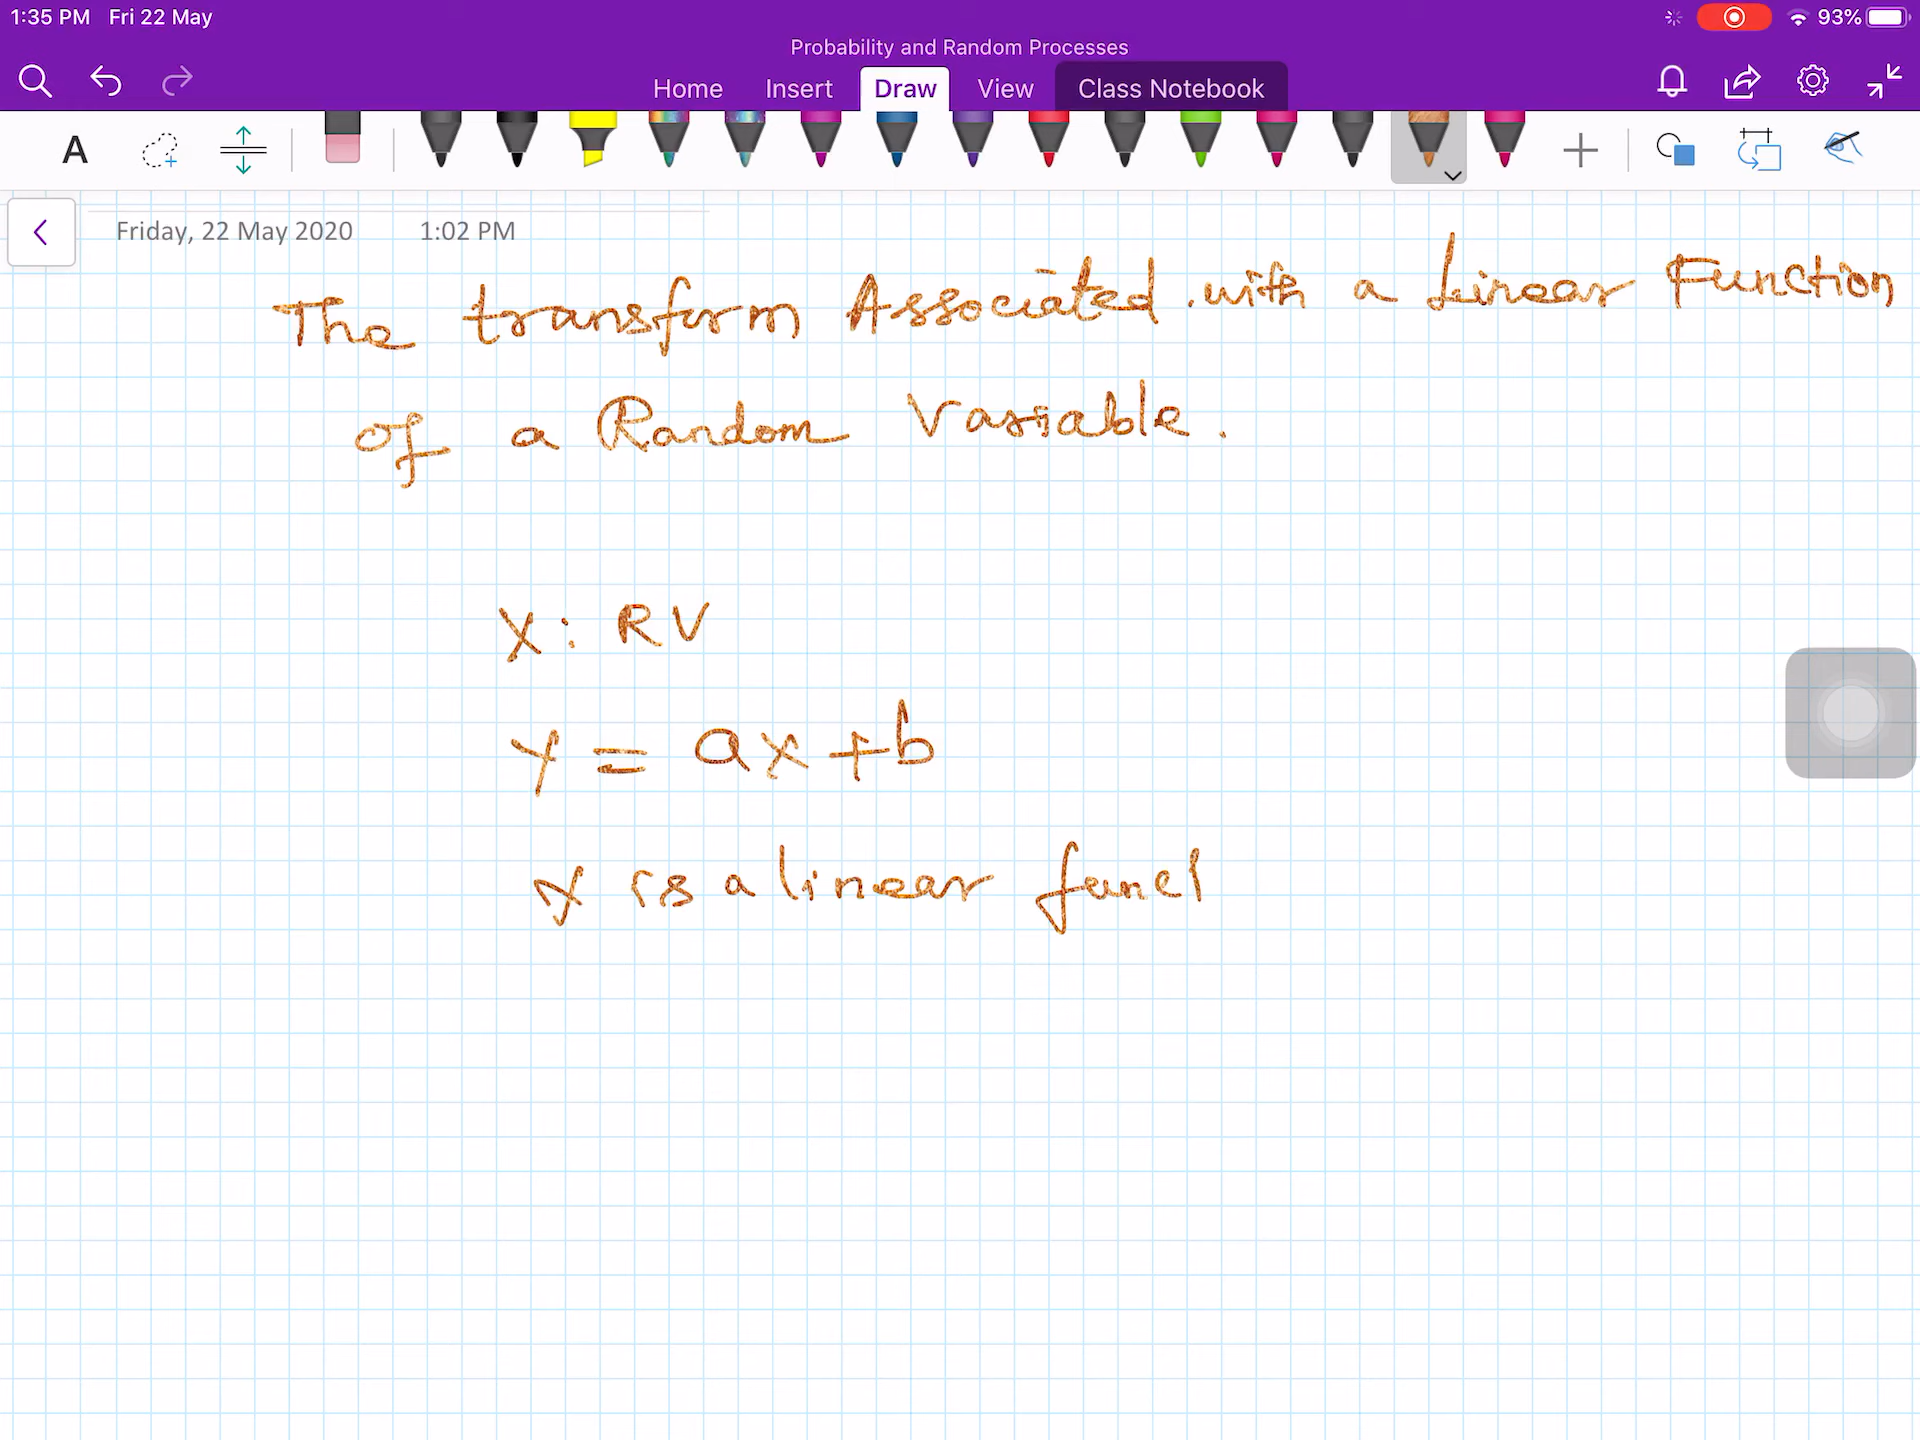 1:35 PM Fri 22 May
93%
Probability and Random Processes
Home Insert Draw View Class Notebook
A
Friday, 22 May 2020 1:02 PM
The transform Associated with a Linear Function
of a Random Variable.
X: RV
Y = aX+b
Y is a linear funct